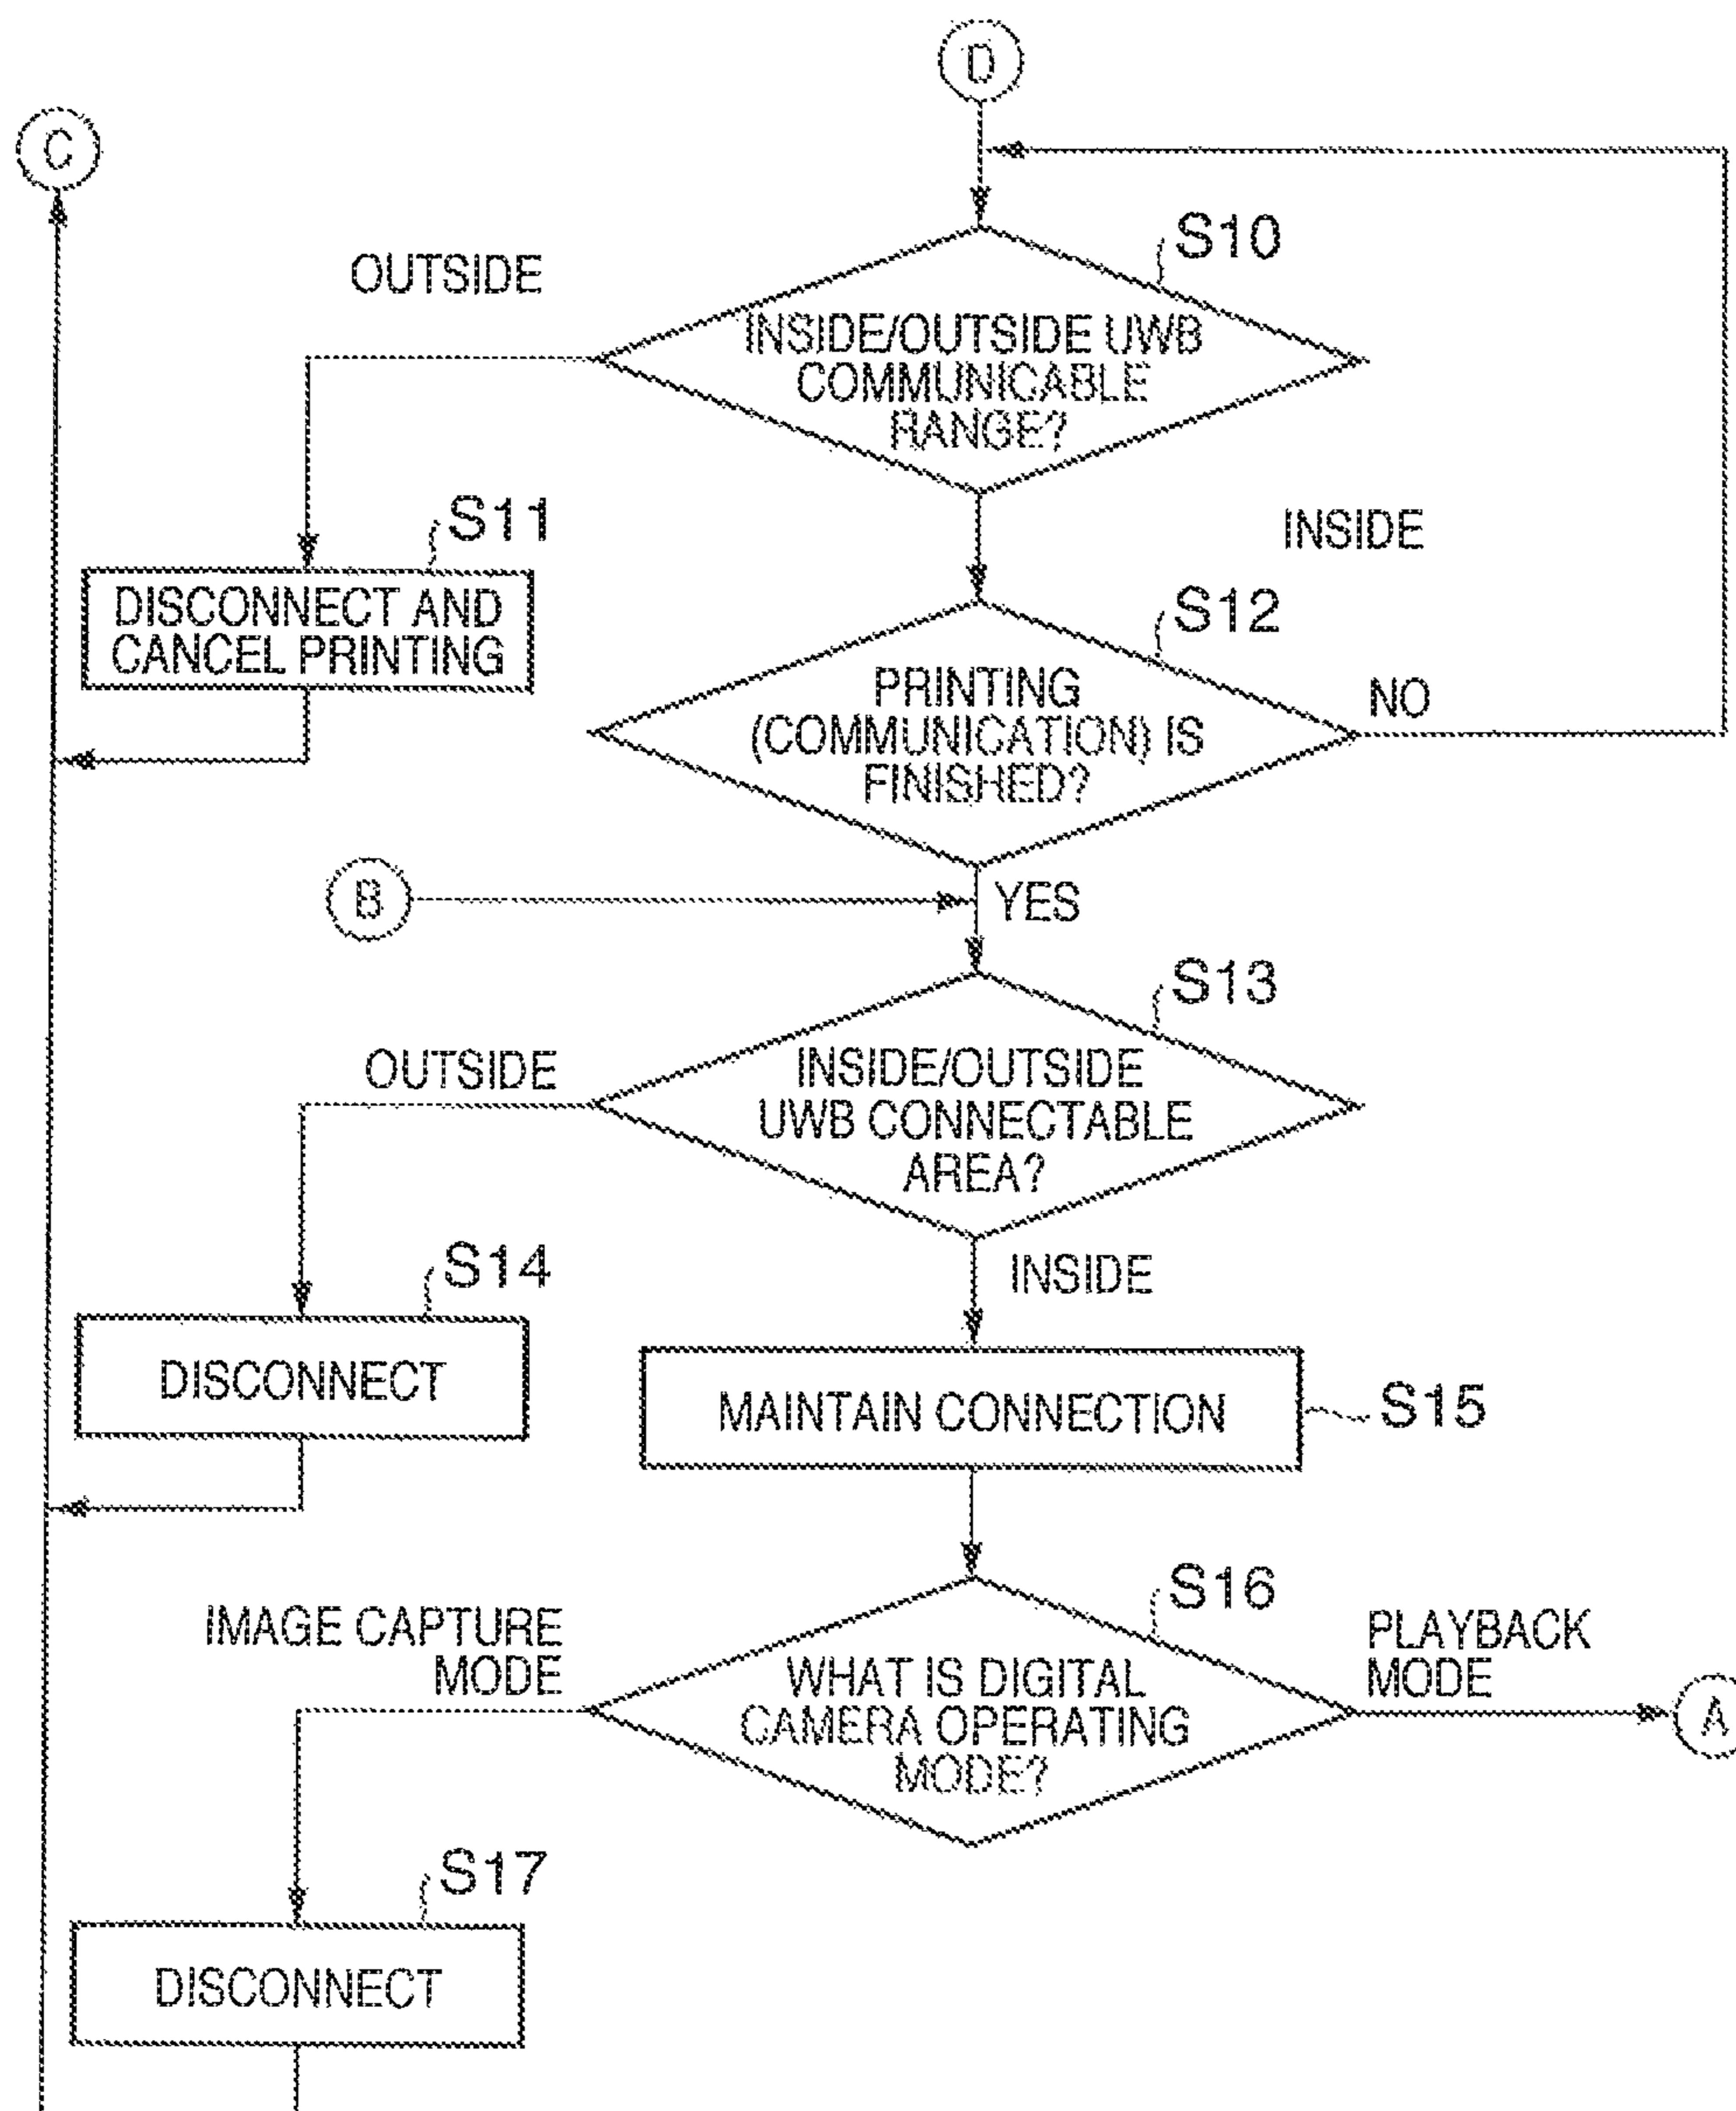 D
C
S10
OUTSIDE
INSIDE/OUTSIDE UWB
COMMUNICABLE
RANGE?
S11
INSIDE
DISCONNECT AND
CANCEL PRINTING
S12
PRINTING
(COMMUNICATION) IS
FINISHED?
NO
B
YES
S13
OUTSIDE
INSIDE/OUTSIDE
UWB CONNECTABLE
AREA?
S14
INSIDE
DISCONNECT
MAINTAIN CONNECTION
S15
S16
IMAGE CAPTURE
MODE
WHAT IS DIGITAL
CAMERA OPERATING
MODE?
PLAYBACK
MODE
A
S17
DISCONNECT